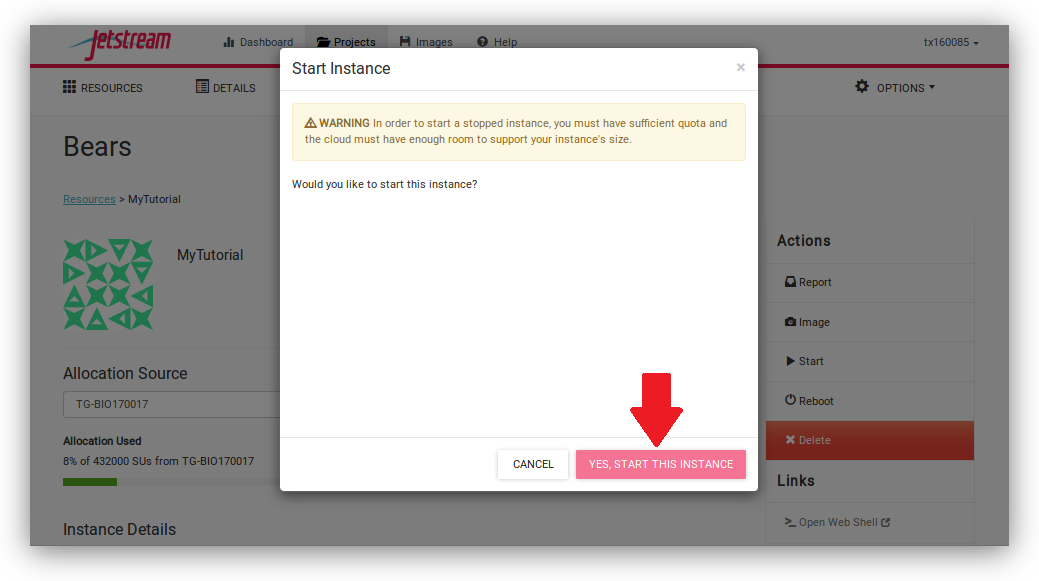 Jetstream
Dashboard
Projects
Images
Help
tx160085
RESOURCES
DETAILS
OPTIONS
Bears
Resources > MyTutorial
MyTutorial
Allocation Source
TG-BIO170017
Allocation Used
8% of 432000 SUs from TG-BIO170017
Instance Details
Start Instance
×
WARNING In order to start a stopped instance, you must have sufficient quota and
the cloud must have enough room to support your instance's size.
Would you like to start this instance?
CANCEL
YES, START THIS INSTANCE
Actions
Report
Image
Start
Reboot
Delete
Links
Open Web Shell